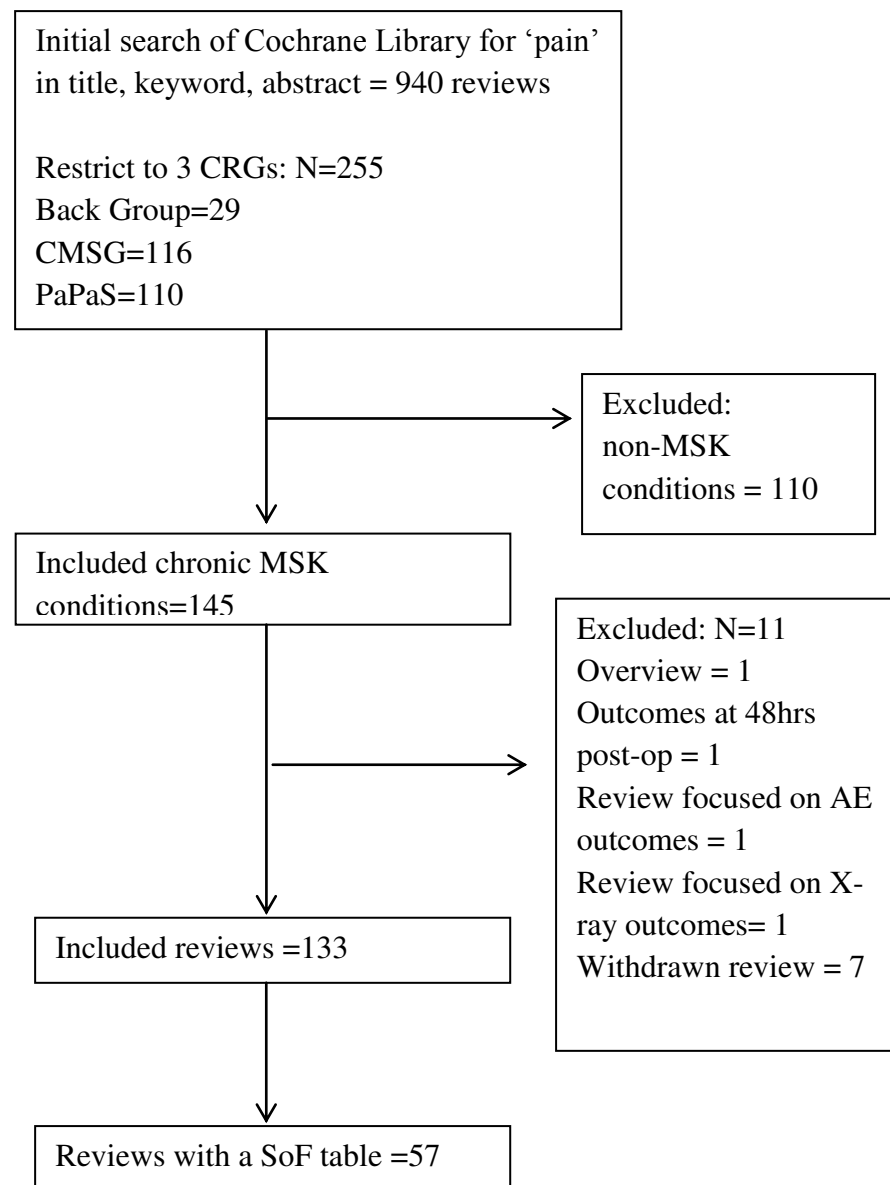 Initial search of Cochrane Library for ‘pain’
in title, keyword, abstract = 940 reviews
Restrict to 3 CRGs: N=255
Back Group=29
CMSG=116
PaPaS=110
Excluded:
non-MSK
conditions = 110
Included chronic MSK
conditions=145
Excluded: N=11
Overview = 1
Outcomes at 48hrs
post-op = 1
Review focused on AE
outcomes = 1
Review focused on X-
ray outcomes= 1
Withdrawn review = 7
Included reviews =133
Reviews with a SoF table =57